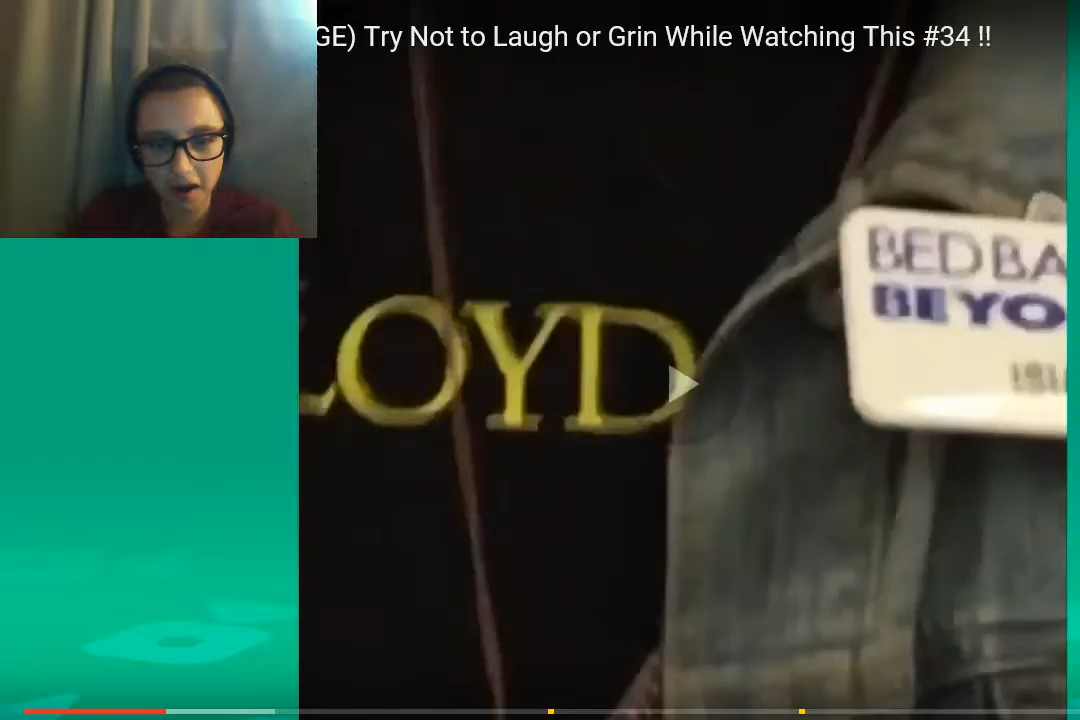 GE) Try Not to Laugh or Grin While Watching This #34 !!
LOYD
BED BA
BEYO